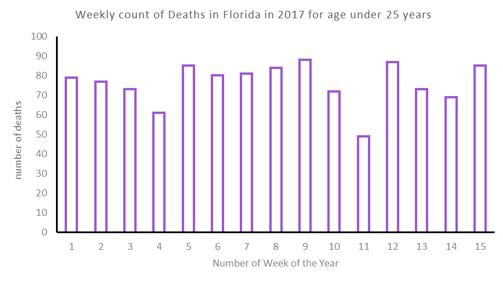 Weekly count of Deaths in Florida in 2017 for age under 25 years
100
90
80
70
60
50
40
30
20
10
0
number of deaths
1 2 3 4 5 6 7 8 9 10 11 12 13 14 15
Number of Week of the Year